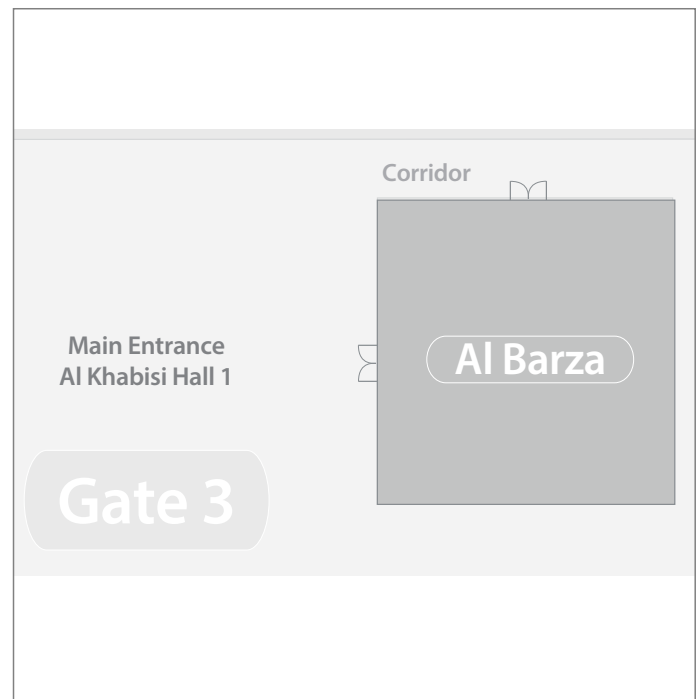 Corridor
Main Entrance
Al Khabisi Hall 1
Al Barza
Gate 3